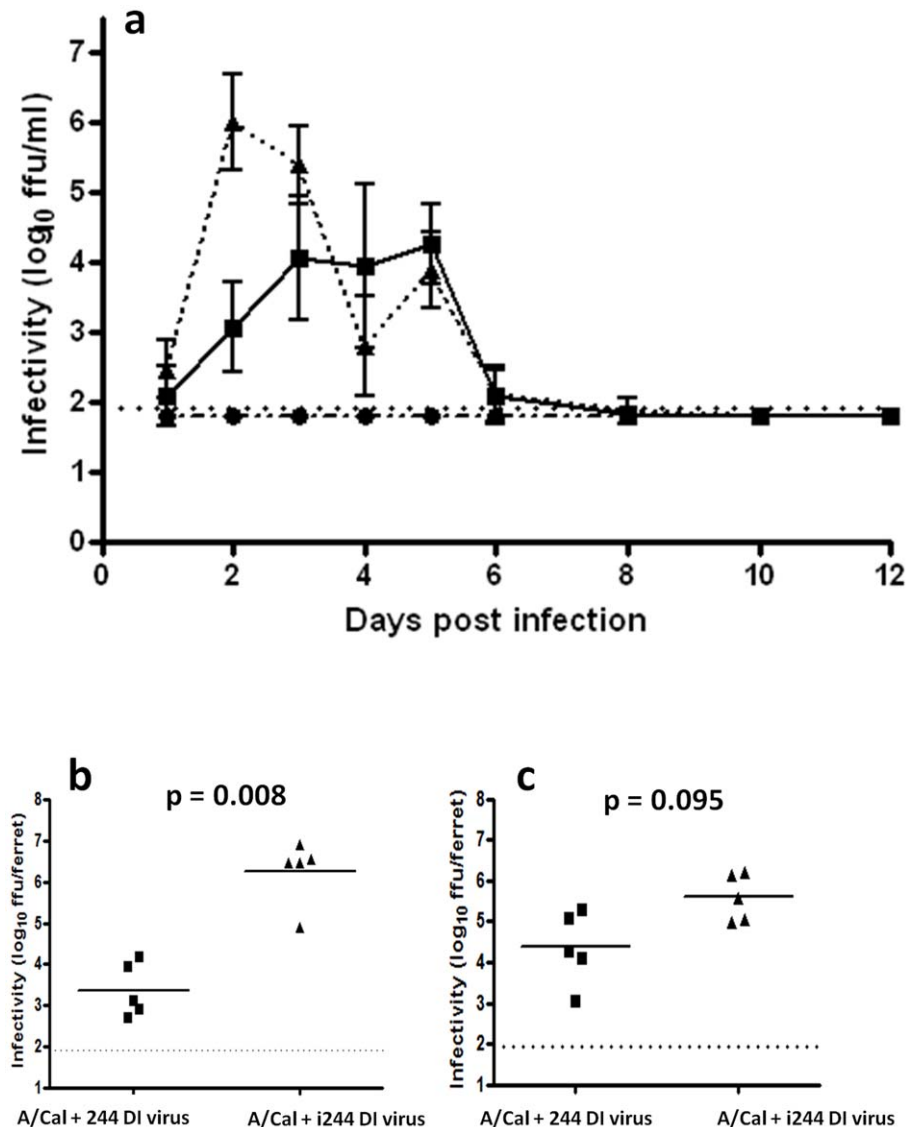 a
7
6
5
4
3
2
1
0
Infectivity (log10 ffu/ml)
0 2 4 6 8 10 12
Days post infection
b
p = 0.008
8
7
6
5
4
3
2
1
Infectivity (log10 ffu/ferret)
A/Cal + 244 DI virus A/Cal + i244 DI virus
c
p = 0.095
8
7
6
5
4
3
2
1
Infectivity (log10 ffu/ferret)
A/Cal + 244 DI virus A/Cal + i244 DI virus